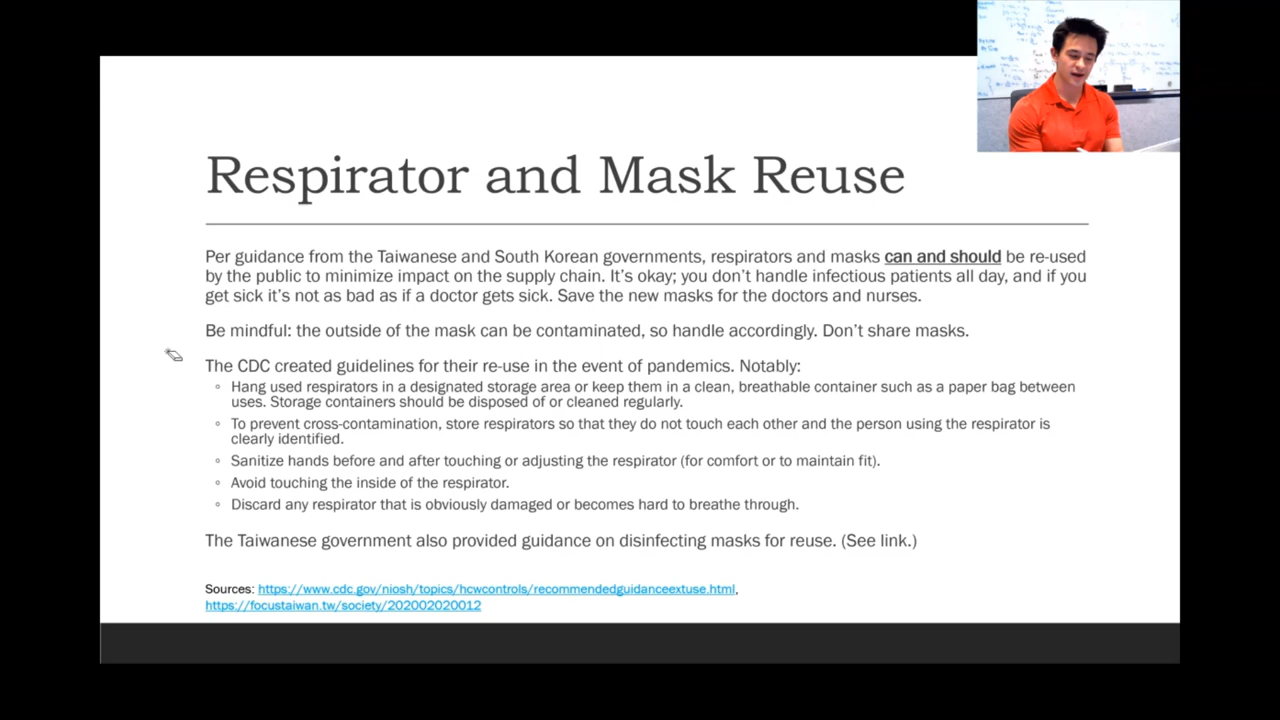 Respirator and Mask Reuse
Per guidance from the Taiwanese and South Korean governments, respirators and masks can and should be re-used
by the public to minimize impact on the supply chain. It's okay; you don't handle infectious patients all day, and if you
get sick it's not as bad as if a doctor gets sick. Save the new masks for the doctors and nurses.
Be mindful: the outside of the mask can be contaminated, so handle accordingly. Don't share masks.
The CDC created guidelines for their re-use in the event of pandemics. Notably:
◦ Hang used respirators in a designated storage area or keep them in a clean, breathable container such as a paper bag between
uses. Storage containers should be disposed of or cleaned regularly.
◦ To prevent cross-contamination, store respirators so that they do not touch each other and the person using the respirator is
clearly identified.
◦ Sanitize hands before and after touching or adjusting the respirator (for comfort or to maintain fit).
◦ Avoid touching the inside of the respirator.
◦ Discard any respirator that is obviously damaged or becomes hard to breathe through.
The Taiwanese government also provided guidance on disinfecting masks for reuse. (See link.)
Sources: https://www.cdc.gov/niosh/topics/hcwcontrols/recommendedguidanceextuse.html,
https://focustaiwan.tw/society/202002020012